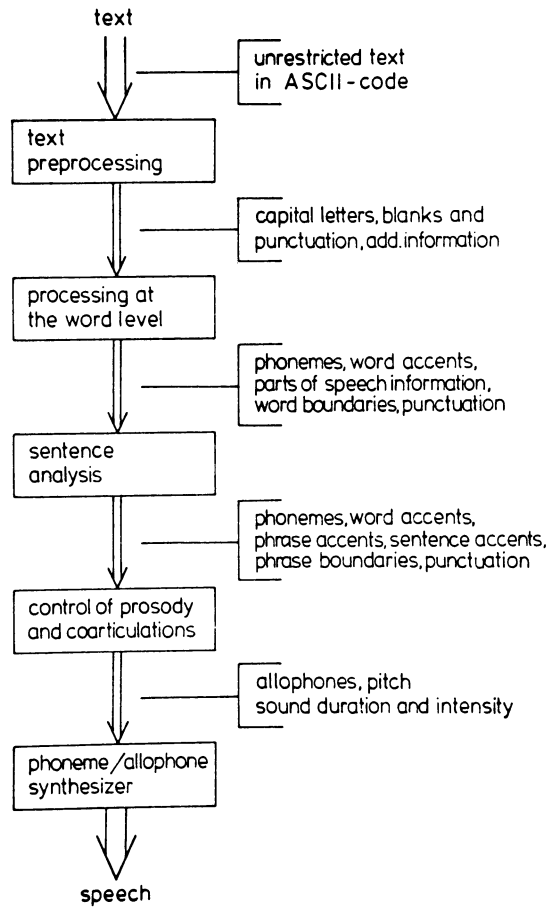 text
unrestricted text
in ASCII-code
text
preprocessing
capital letters, blanks and
punctuation, add. information
processing at
the word level
phonemes, word accents,
parts of speech information,
word boundaries, punctuation
sentence
analysis
phonemes, word accents,
phrase accents, sentence accents,
phrase boundaries, punctuation
control of prosody
and coarticulations
allophones, pitch
sound duration and intensity
phoneme/allophone
synthesizer
speech